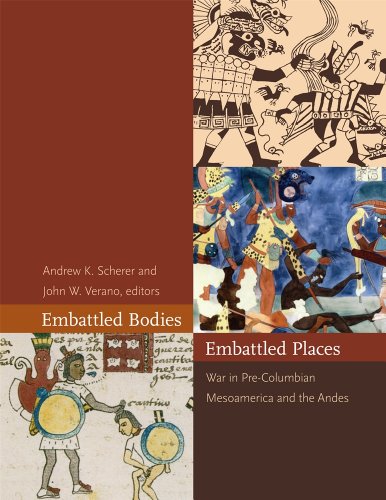 Andrew K. Scherer and
John W. Verano, editors
Embattled Bodies
Embattled Places
War in Pre-Columbian
Mesoamerica and the Andes